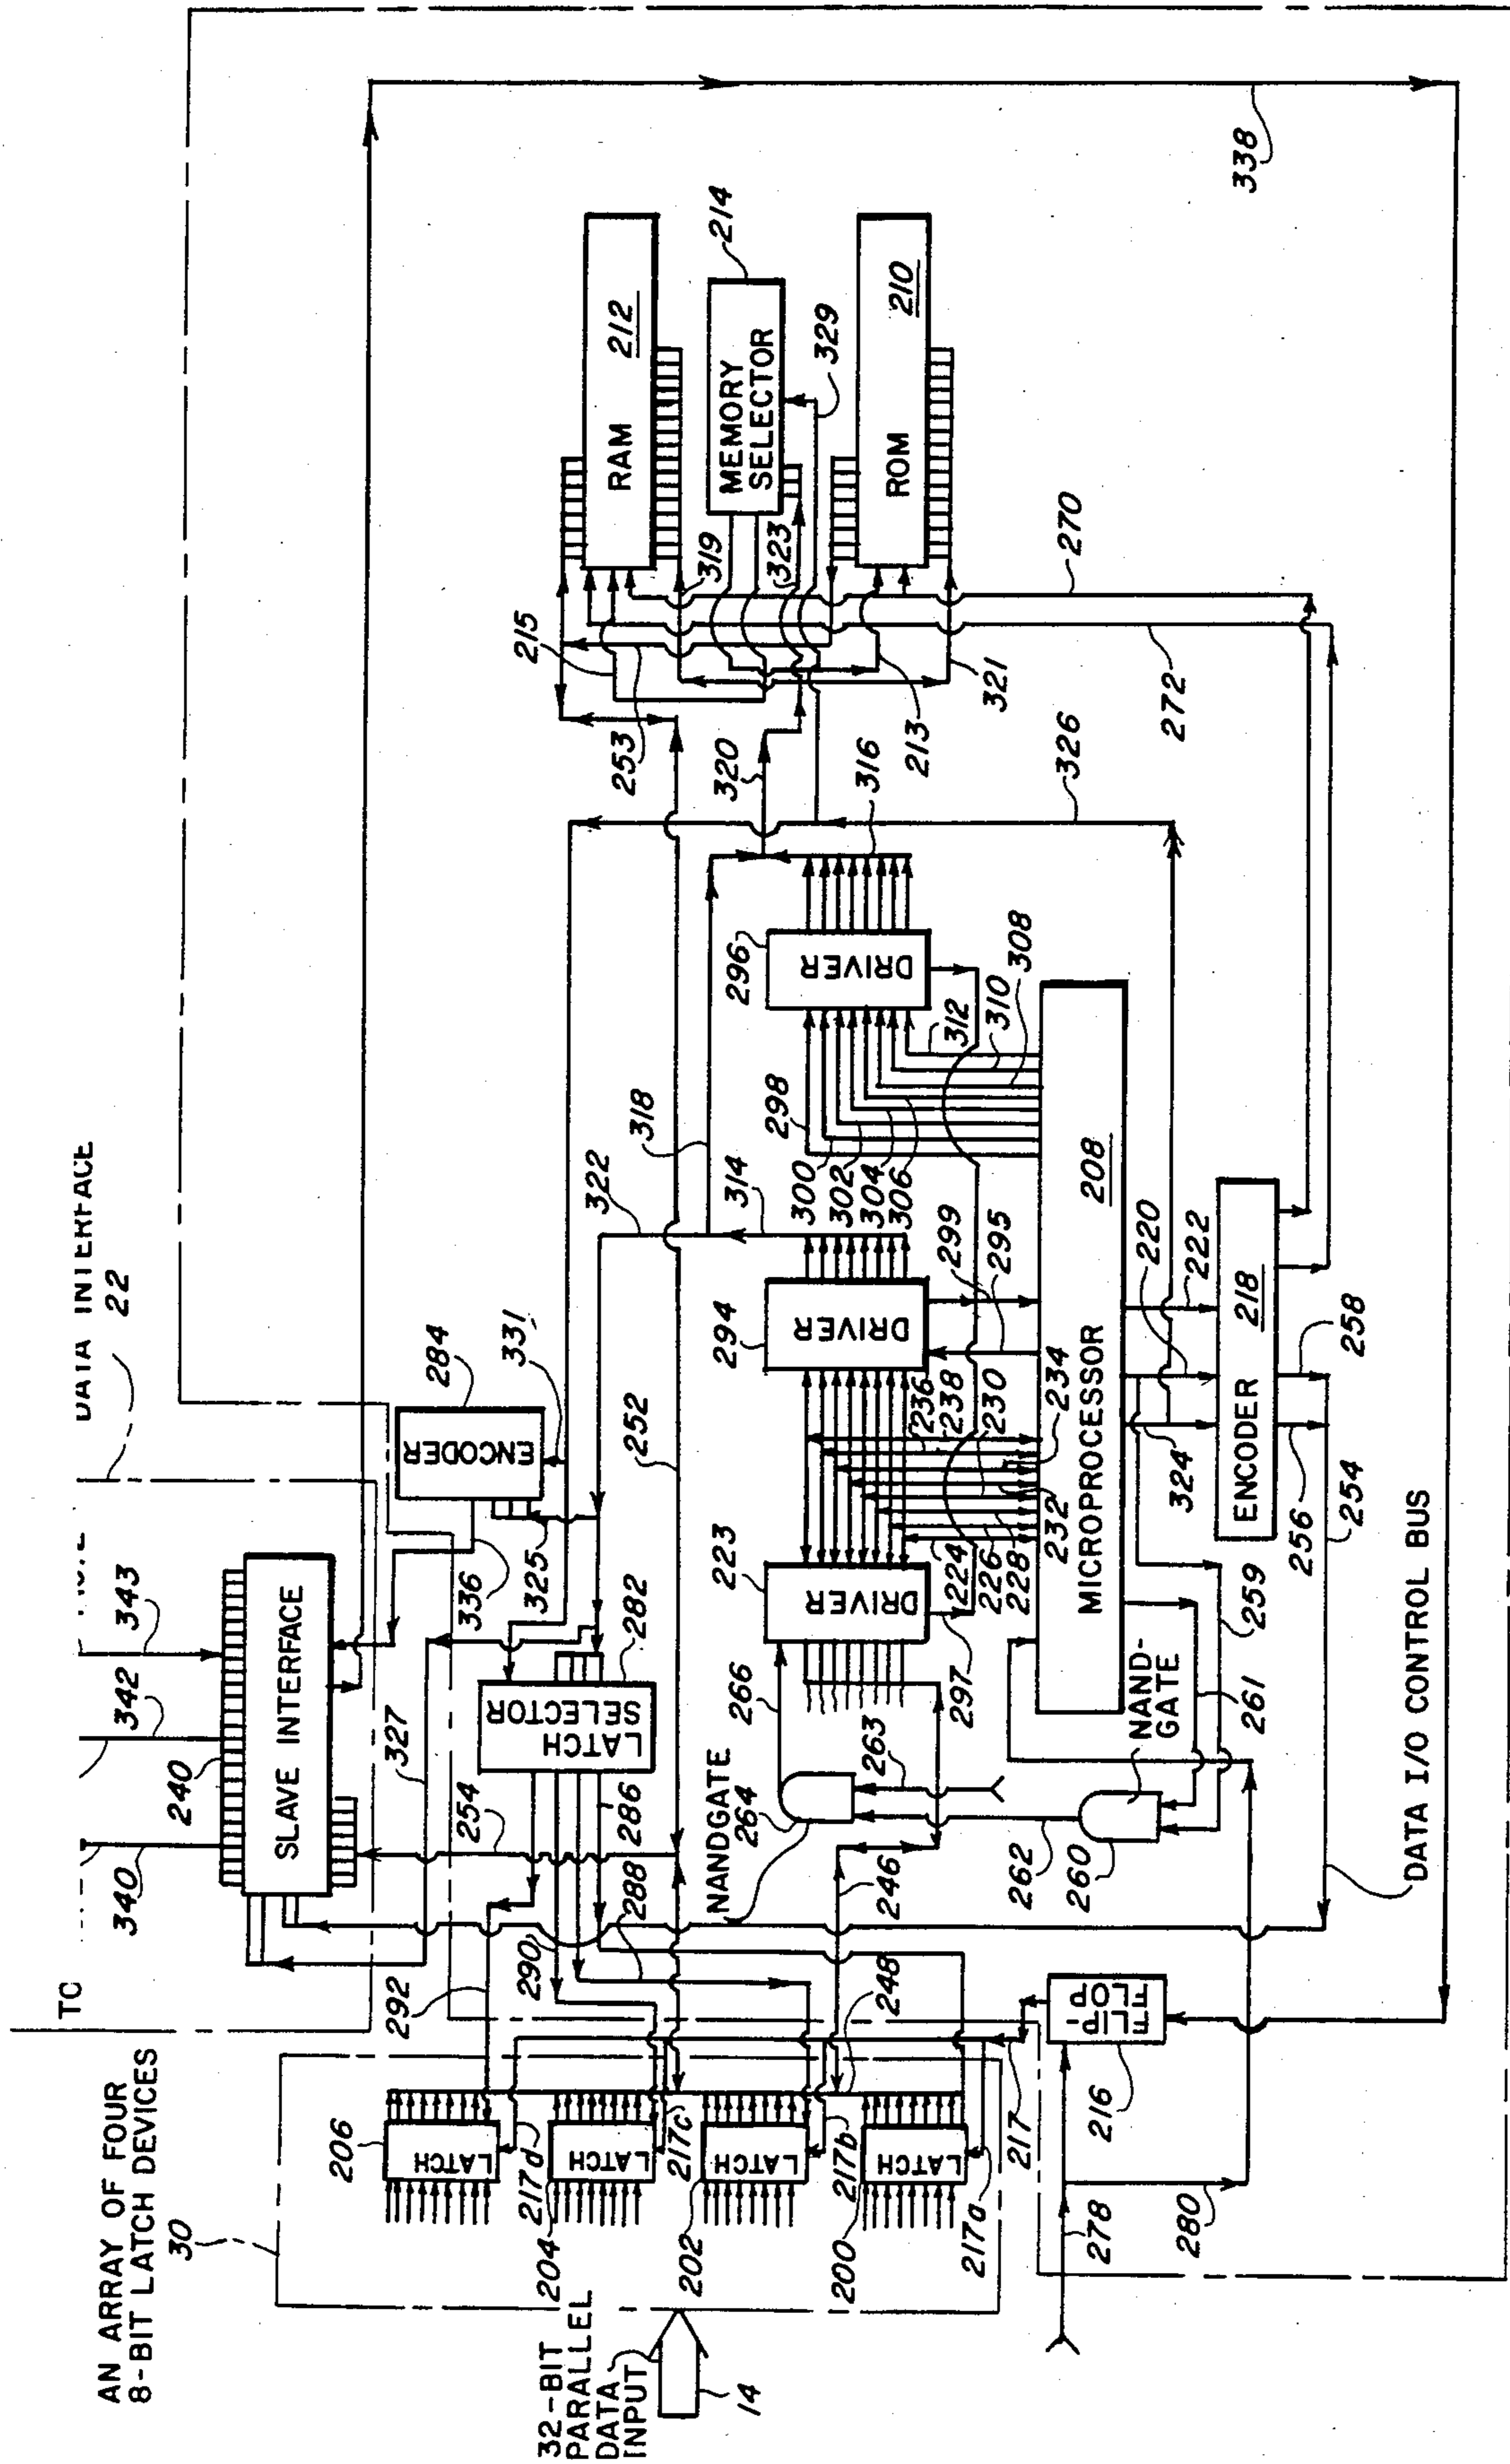 AN ARRAY OF FOUR
8-BIT LATCH DEVICES
30
32-BIT
PARALLEL
DATA
INPUT
14
TO
DATA INTERFACE
22
340
342
343
240
SLAVE INTERFACE
327
336
284
ENCODER
331
325
282
LATCH
SELECTOR
254
286
288
290
292
252
322
318
314
206
LATCH
217d
204
LATCH
217c
202
LATCH
217b
200
LATCH
217a
217
248
246
NANDGATE
264
266
263
262
260
NAND-
GATE
261
259
223
DRIVER
297
294
DRIVER
295
299
296
DRIVER
298
300
302
304
306
308
310
312
316
320
224
226
228
232
230
234
236
238
MICROPROCESSOR
208
324
220
222
ENCODER
218
256
254
258
326
253
215
RAM
212
319
MEMORY
SELECTOR
214
323
329
ROM
210
213
321
270
272
338
FLIP-
FLOP
216
278
280
DATA I/O CONTROL BUS